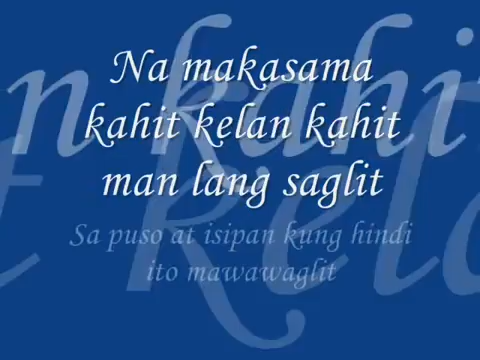 Na makasama
kahit kelan kahit
man lang saglit
Sa puso at isipan kung hindi
ito mawawaglit